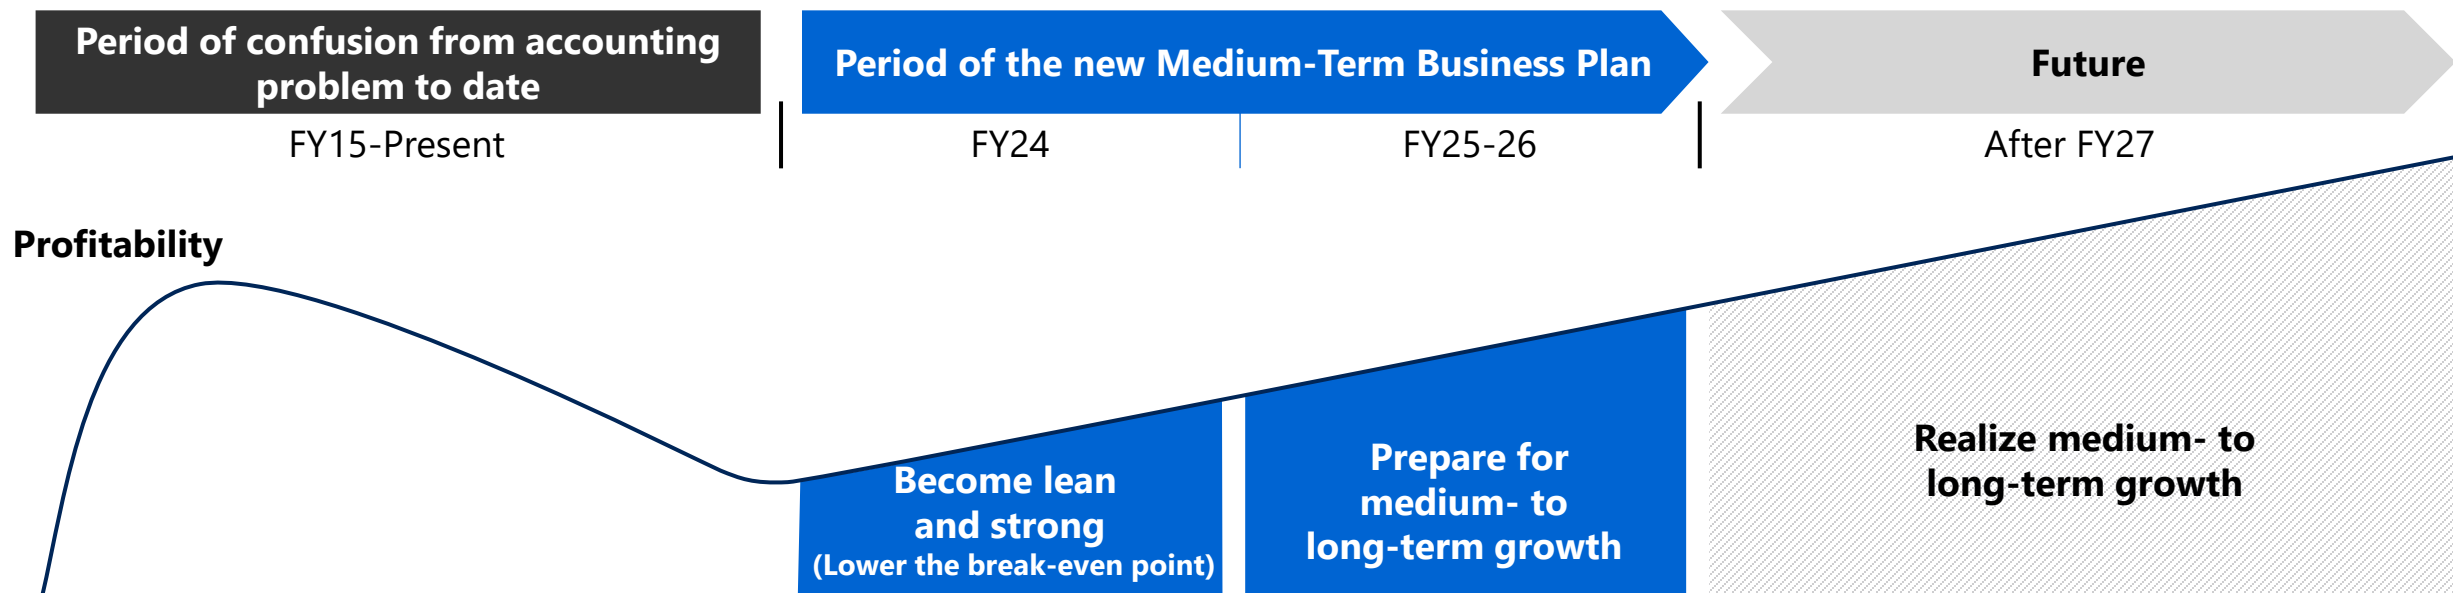 Period of confusion from accounting
problem to date
Period of the new Medium-Term Business Plan
Future
FY15-Present
FY24
FY25-26
After FY27
Profitability
Become lean
and strong
(Lower the break-even point)
Prepare for
medium- to
long-term growth
Realize medium- to
long-term growth